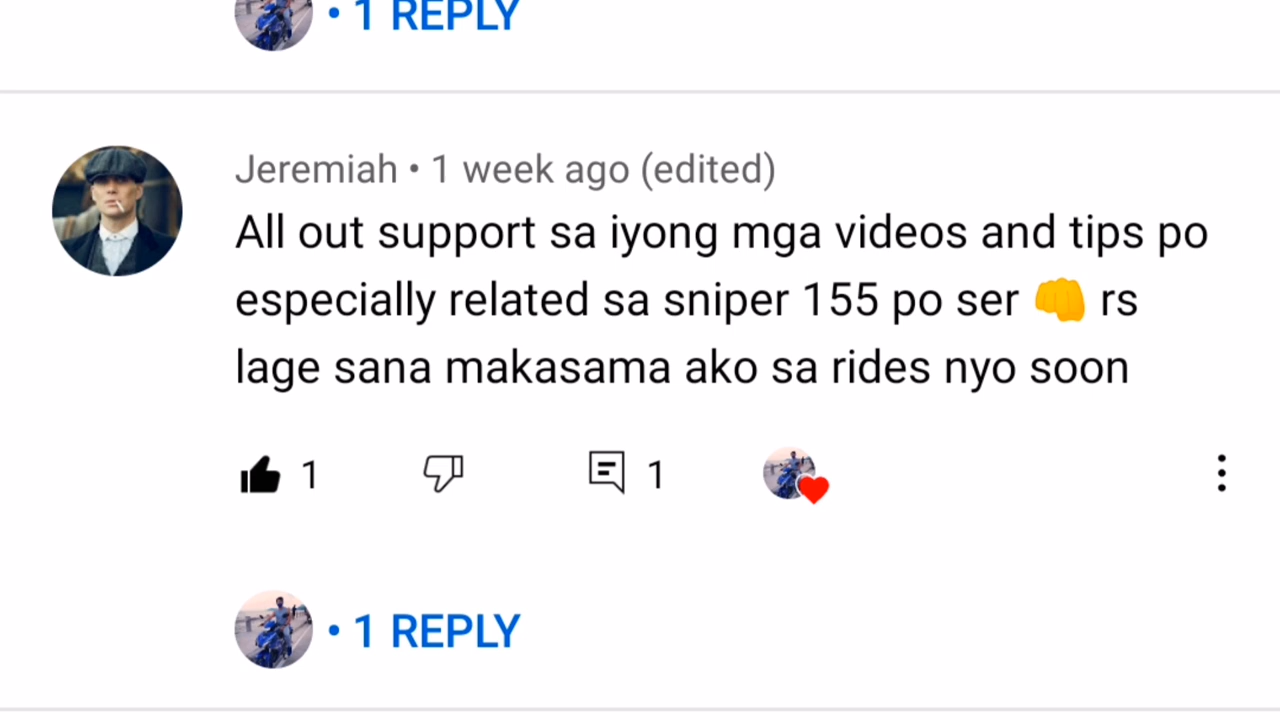 • 1 REPLY
Jeremiah • 1 week ago (edited)
All out support sa iyong mga videos and tips po
especially related sa sniper 155 po ser 👊 rs
lage sana makasama ako sa rides nyo soon
1 1
• 1 REPLY